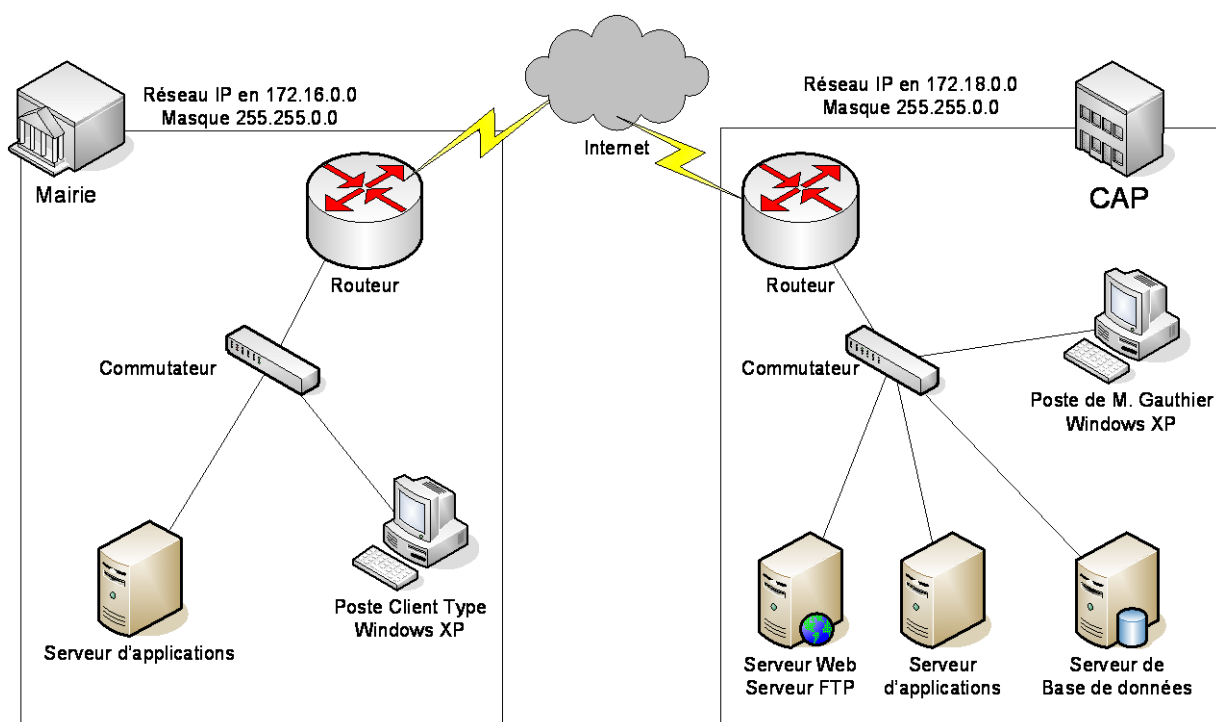 Réseau IP en 172.16.0.0
Masque 255.255.0.0
Mairie
Internet
Réseau IP en 172.18.0.0
Masque 255.255.0.0
CAP
Routeur
Commutateur
Poste Client Type
Windows XP
Serveur d'applications
Routeur
Commutateur
Poste de M. Gauthier
Windows XP
Serveur Web
Serveur FTP
Serveur
d'applications
Serveur de
Base de données